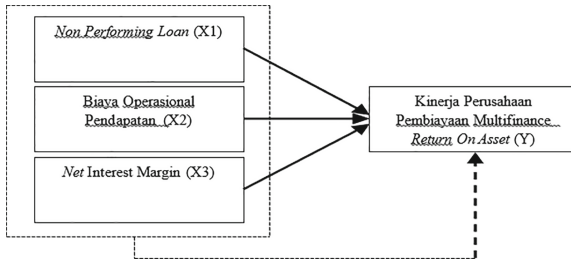 Non Performing Loan (X1)
Biaya Operasional
Pendapatan (X2)
Net Interest Margin (X3)
Kinerja Perusahaan
Pembiayaan Multifinance
Return On Asset (Y)